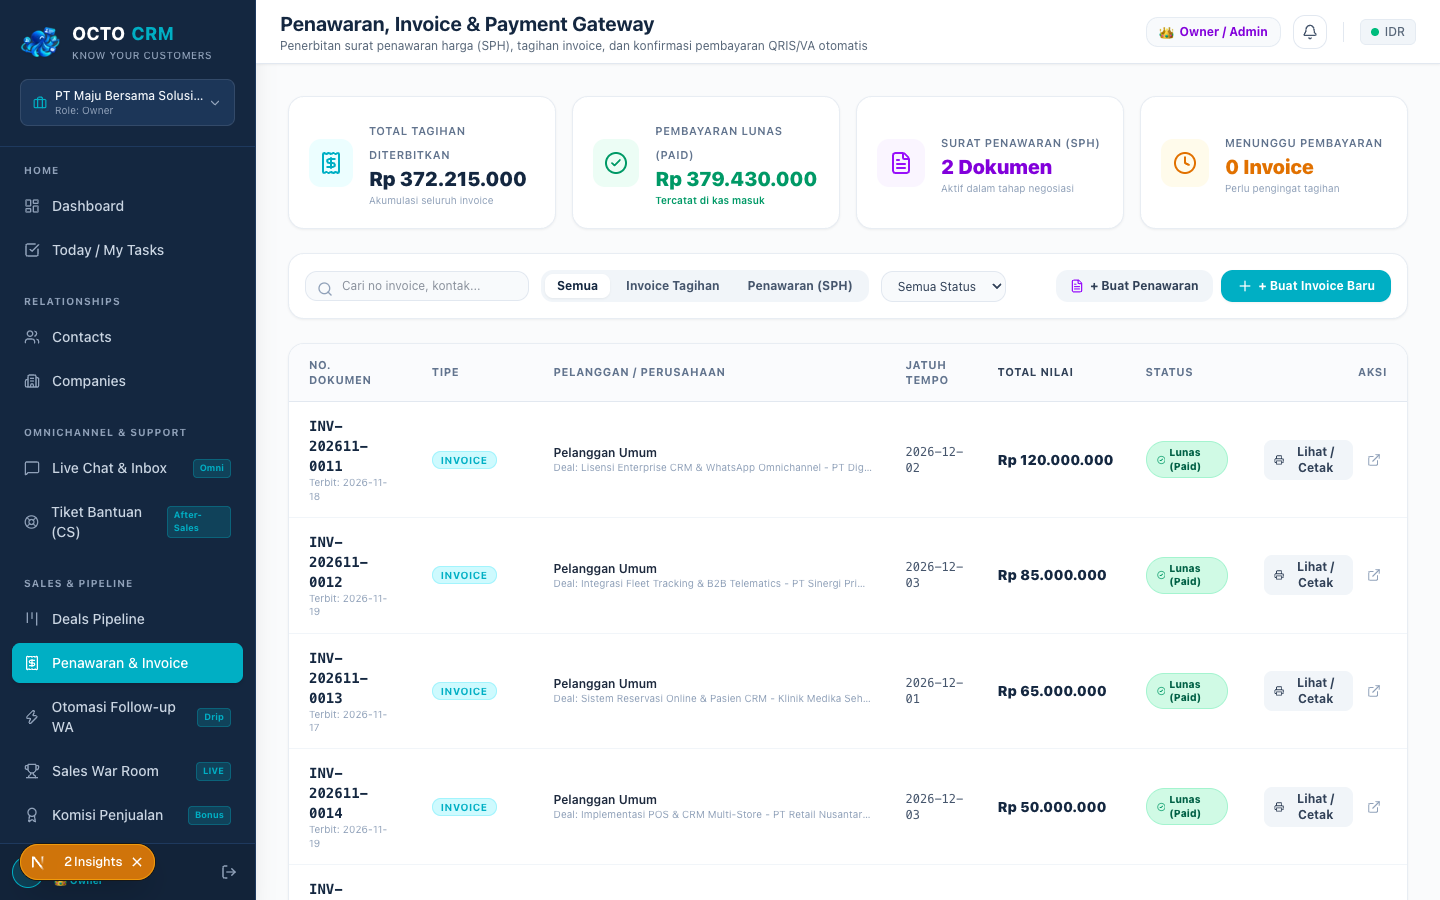 OCTO CRM
KNOW YOUR CUSTOMERS
PT Maju Bersama Solusi...
Role: Owner
HOME
Dashboard
Today / My Tasks
RELATIONSHIPS
Contacts
Companies
OMNICHANNEL & SUPPORT
Live Chat & Inbox
Omni
Tiket Bantuan
(CS)
After-
Sales
SALES & PIPELINE
Deals Pipeline
Penawaran & Invoice
Otomasi Follow-up
WA
Drip
Sales War Room
LIVE
Komisi Penjualan
Bonus
2 Insights
Owner
Penawaran, Invoice & Payment Gateway
Penerbitan surat penawaran harga (SPH), tagihan invoice, dan konfirmasi pembayaran QRIS/VA otomatis
Owner / Admin
IDR
TOTAL TAGIHAN
DITERBITKAN
Rp 372.215.000
Akumulasi seluruh invoice
PEMBAYARAN LUNAS
(PAID)
Rp 379.430.000
Tercatat di kas masuk
SURAT PENAWARAN (SPH)
2 Dokumen
Aktif dalam tahap negosiasi
MENUNGGU PEMBAYARAN
0 Invoice
Perlu pengingat tagihan
Cari no invoice, kontak...
Semua
Invoice Tagihan
Penawaran (SPH)
Semua Status
+ Buat Penawaran
+ Buat Invoice Baru
NO.
DOKUMEN
TIPE
PELANGGAN / PERUSAHAAN
JATUH
TEMPO
TOTAL NILAI
STATUS
AKSI
INV-
202611-
0011
Terbit: 2026-11-
18
INVOICE
Pelanggan Umum
Deal: Lisensi Enterprise CRM & WhatsApp Omnichannel - PT Dig...
2026-12-
02
Rp 120.000.000
Lunas
(Paid)
Lihat /
Cetak
INV-
202611-
0012
Terbit: 2026-11-
19
INVOICE
Pelanggan Umum
Deal: Integrasi Fleet Tracking & B2B Telematics - PT Sinergi Pri...
2026-12-
03
Rp 85.000.000
Lunas
(Paid)
Lihat /
Cetak
INV-
202611-
0013
Terbit: 2026-11-
17
INVOICE
Pelanggan Umum
Deal: Sistem Reservasi Online & Pasien CRM - Klinik Medika Seh...
2026-12-
01
Rp 65.000.000
Lunas
(Paid)
Lihat /
Cetak
INV-
202611-
0014
Terbit: 2026-11-
19
INVOICE
Pelanggan Umum
Deal: Implementasi POS & CRM Multi-Store - PT Retail Nusantar...
2026-12-
03
Rp 50.000.000
Lunas
(Paid)
Lihat /
Cetak
INV-